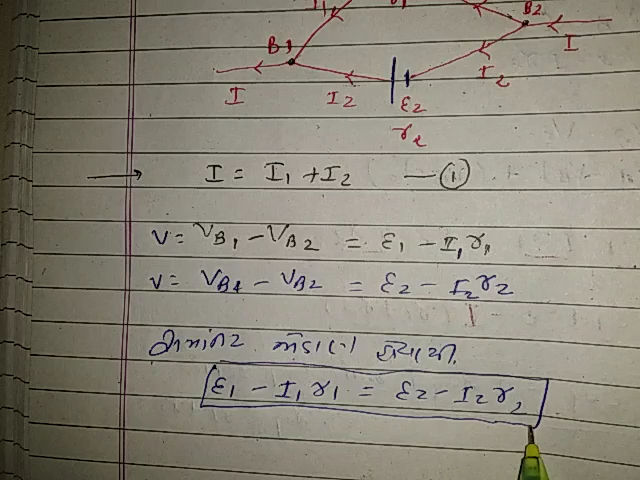 B1
B2
I
I
I2
ε2
I2
r2
I = I1 + I2 — ①
V = VB1 - VB2 = ε1 - I1r1
V = VB1 - VB2 = ε2 - I2r2
ε1 - I1r1 = ε2 - I2r2